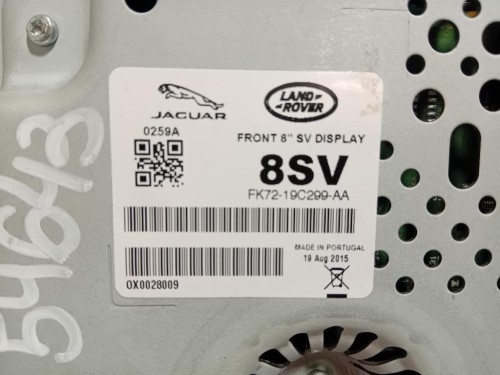 JAGUAR
LAND
ROVER
0259A
FRONT 8" SV DISPLAY
8SV
FK72-19C299-AA
MADE IN PORTUGAL
19 Aug 2015
0X0028009
54643